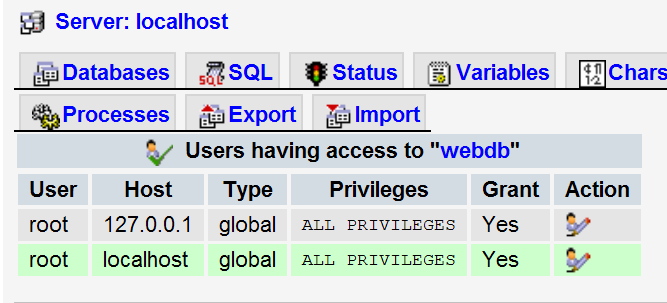 Server: localhost
Databases SQL Status Variables Chars
Processes Export Import
Users having access to "webdb"
User Host Type Privileges Grant Action
root 127.0.0.1 global ALL PRIVILEGES Yes
root localhost global ALL PRIVILEGES Yes